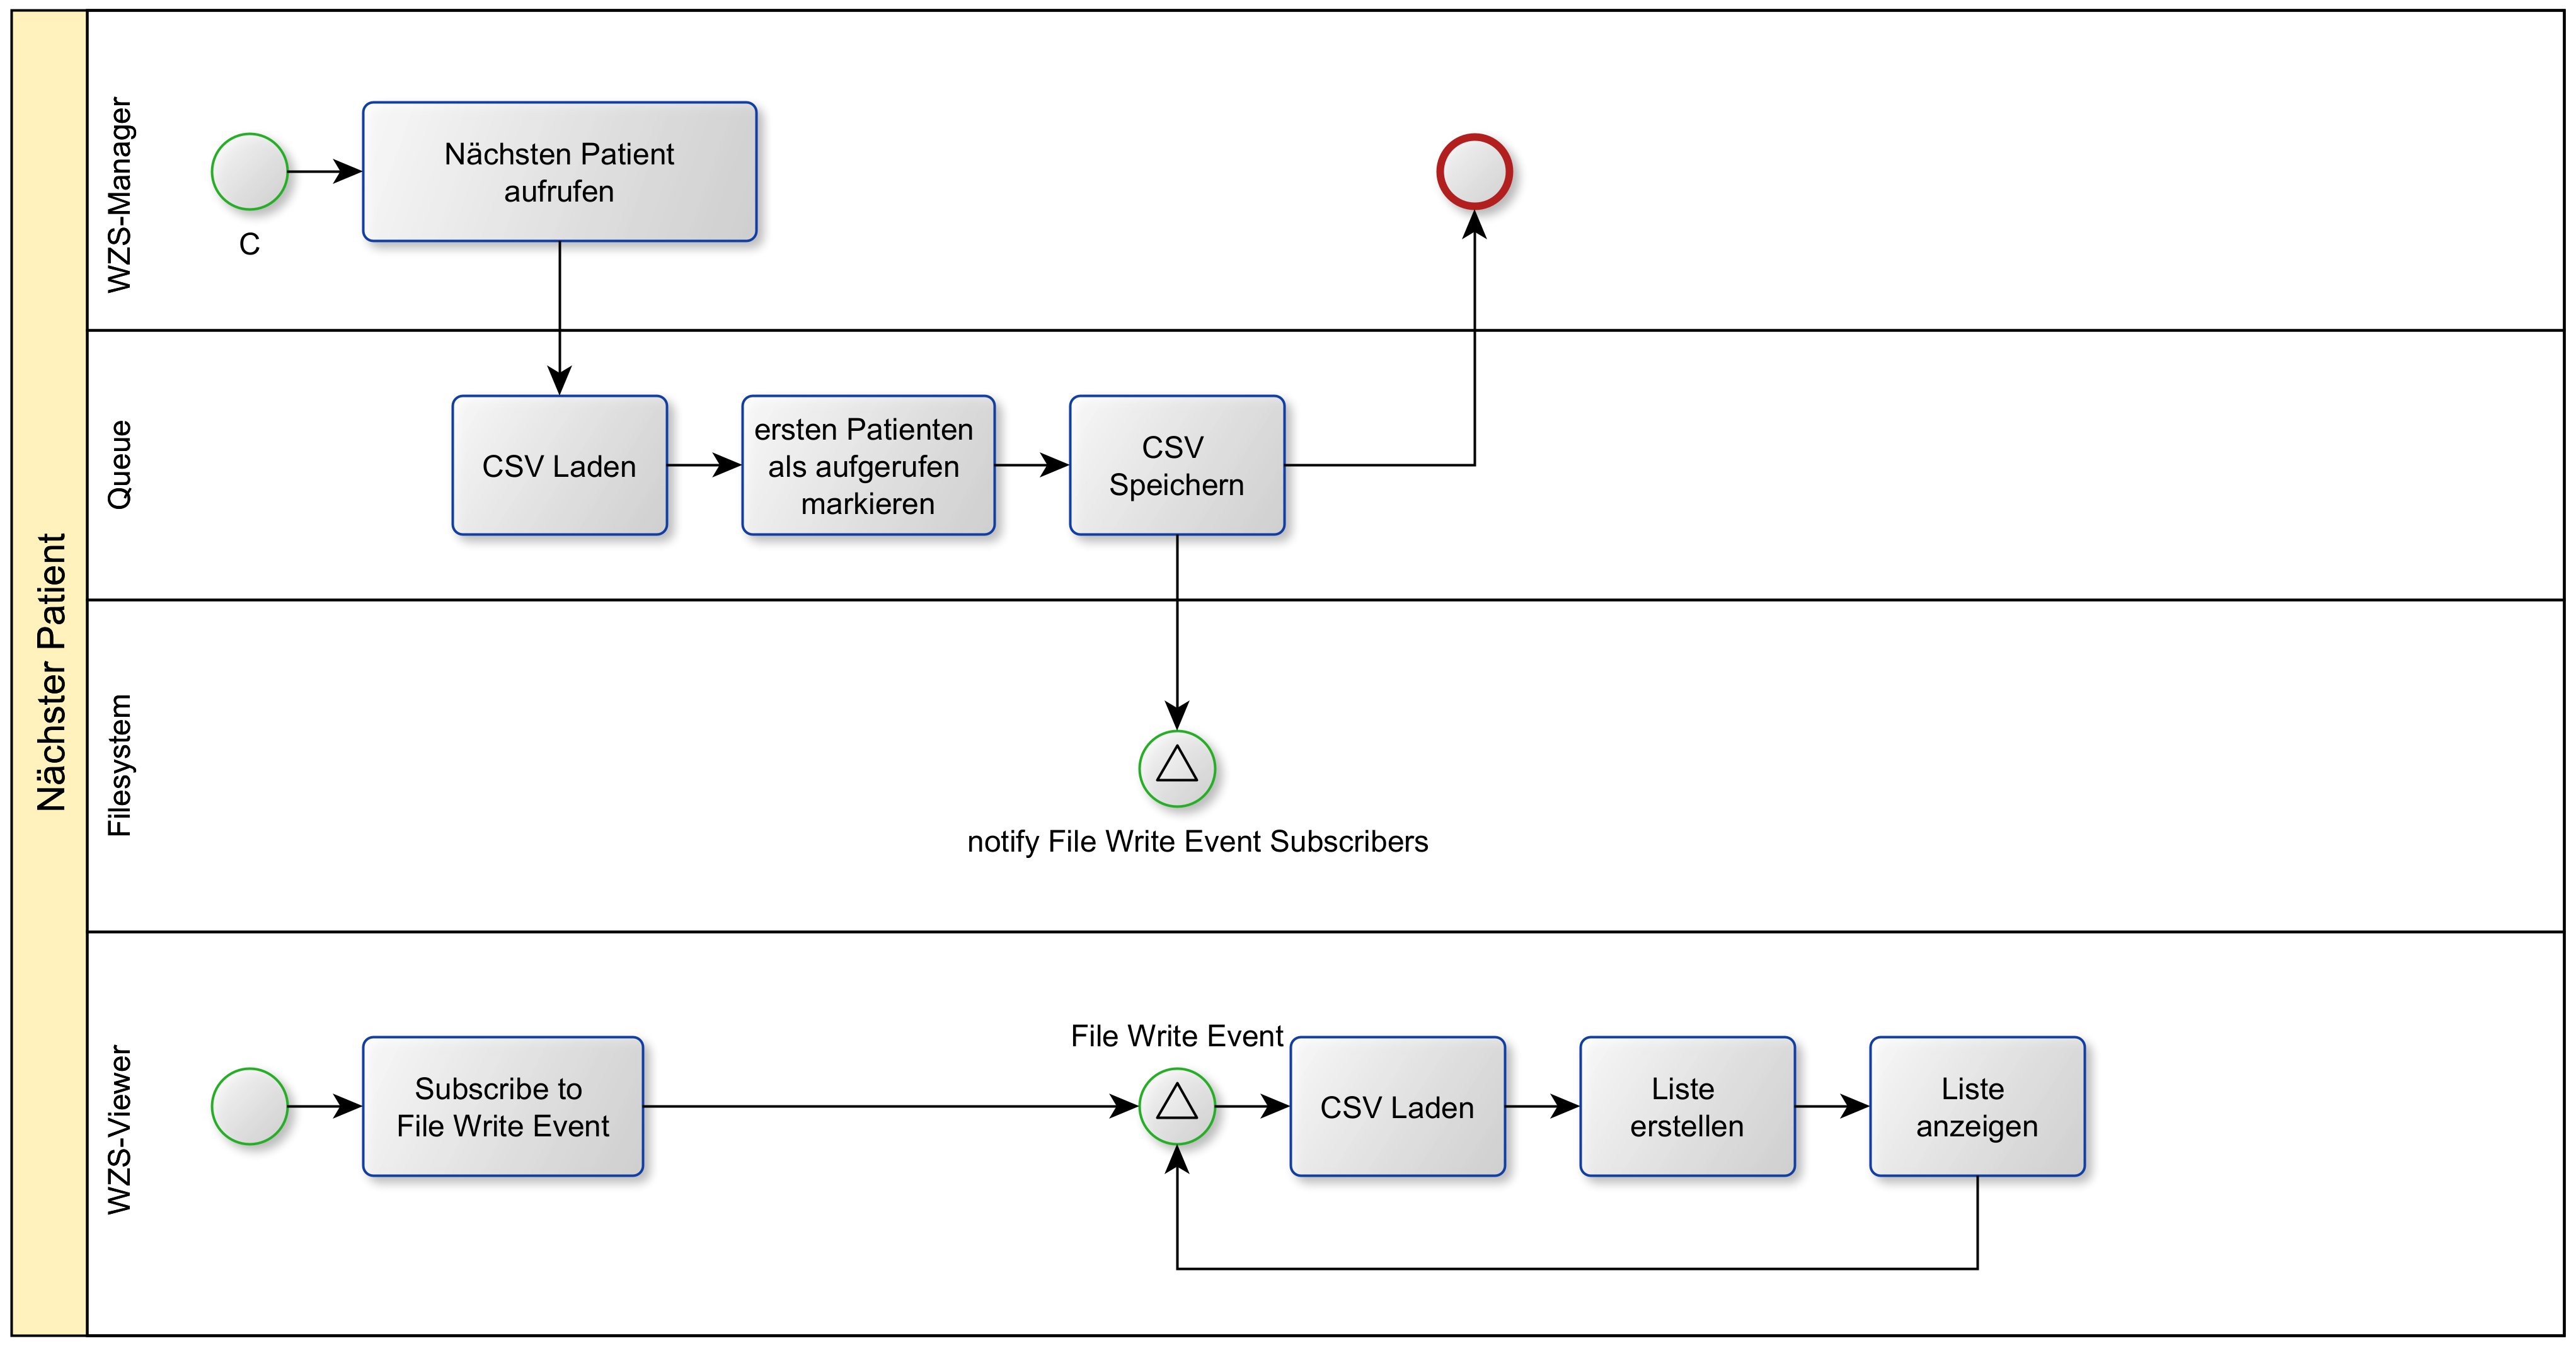 Nächster Patient
WZS-Manager
C
Nächsten Patient
aufrufen
Queue
CSV Laden
ersten Patienten
als aufgerufen
markieren
CSV
Speichern
Filesystem
notify File Write Event Subscribers
WZS-Viewer
Subscribe to
File Write Event
File Write Event
CSV Laden
Liste
erstellen
Liste
anzeigen